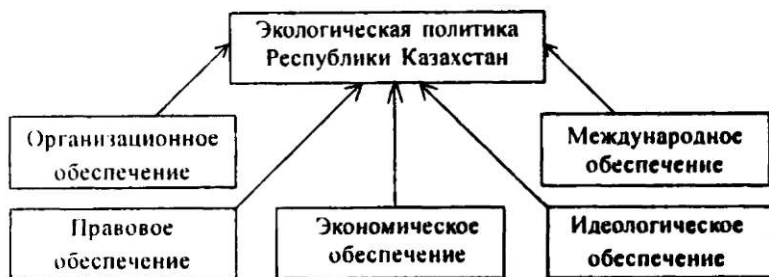 Экологическая политика
Республики Казахстан
Организационное
обеспечение
Международное
обеспечение
Правовое
обеспечение
Экономическое
обеспечение
Идеологическое
обеспечение